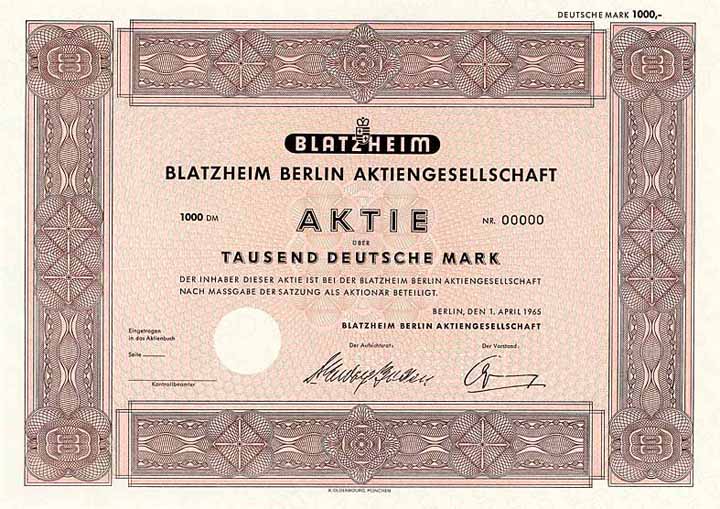 DEUTSCHE MARK 1000,-
BLATZHEIM
BLATZHEIM BERLIN AKTIENGESELLSCHAFT
1000 DM AKTIE NR. 00000
ÜBER
TAUSEND DEUTSCHE MARK
DER INHABER DIESER AKTIE IST BEI DER BLATZHEIM BERLIN AKTIENGESELLSCHAFT
NACH MASSGABE DER SATZUNG ALS AKTIONÄR BETEILIGT.
BERLIN, DEN 1. APRIL 1965
BLATZHEIM BERLIN AKTIENGESELLSCHAFT
Eingetragen
in das Aktienbuch
Seite
Der Aufsichtsrat: Der Vorstand:
Kontrollbeamter
R. OLDENBOURG, MÜNCHEN